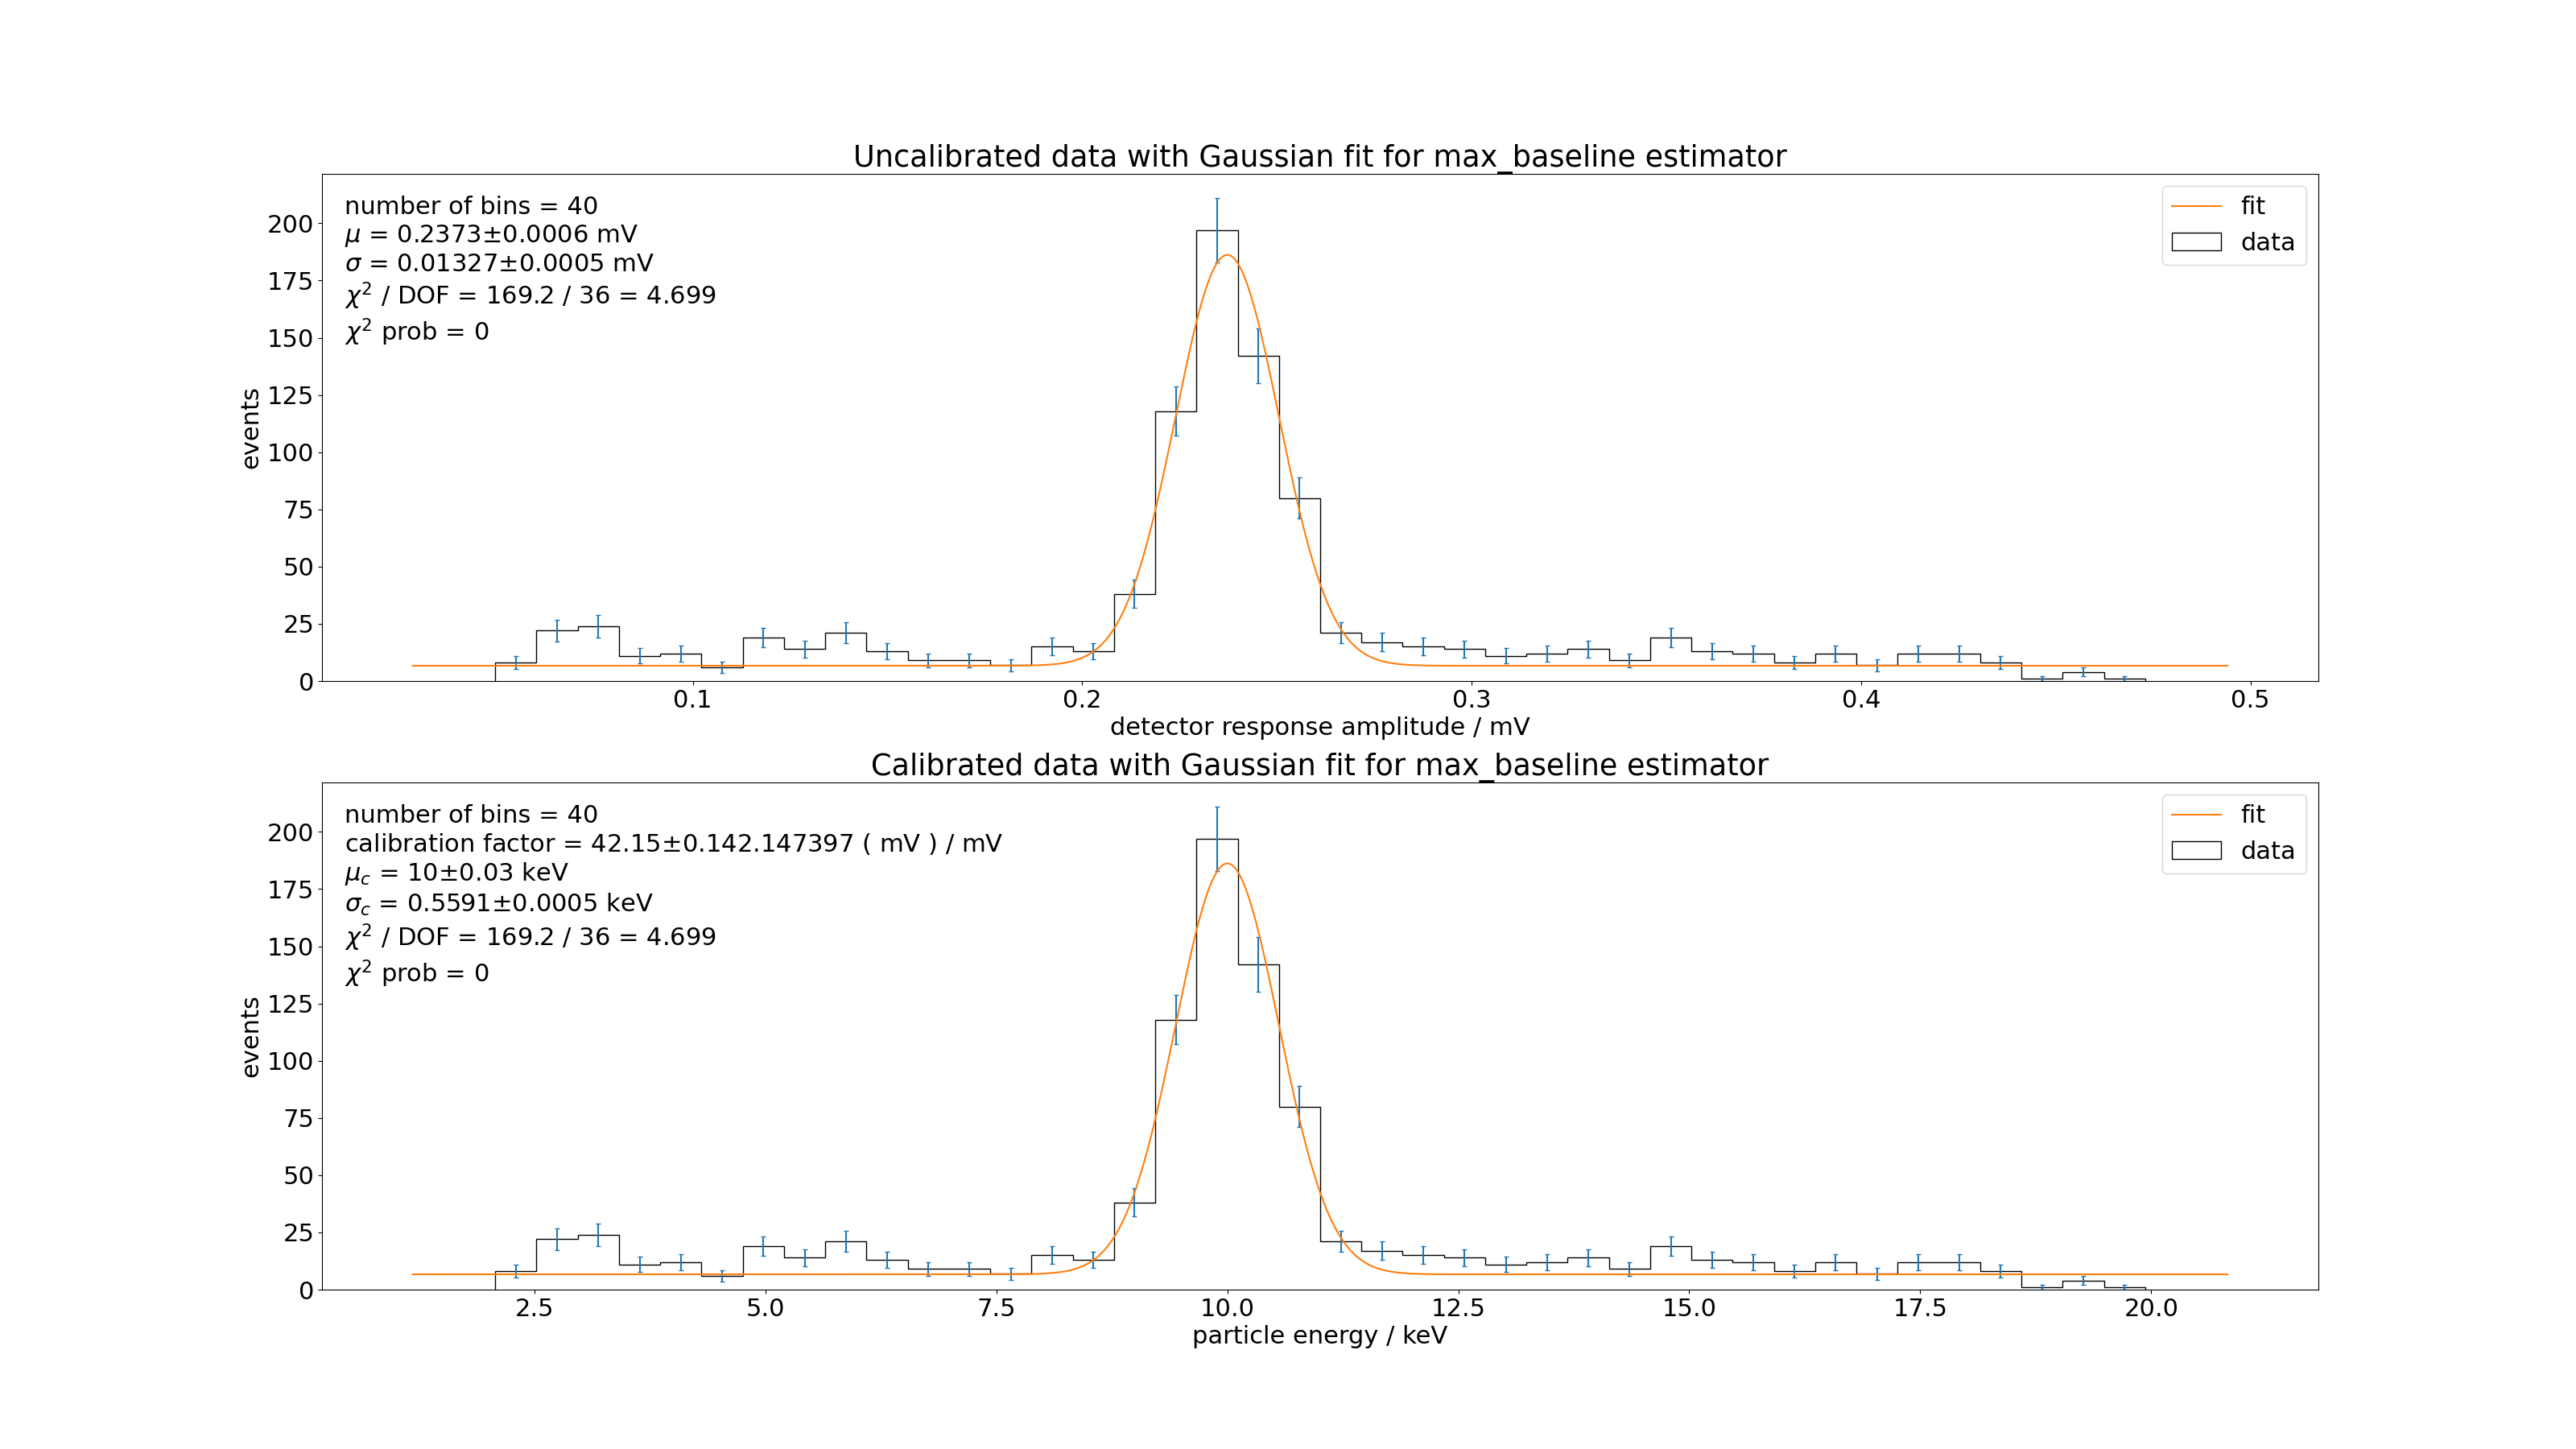 Uncalibrated data with Gaussian fit for max_baseline estimator
number of bins = 40
μ = 0.2373±0.0006 mV
σ = 0.01327±0.0005 mV
χ² / DOF = 169.2 / 36 = 4.699
χ² prob = 0
fit
data
events
200
175
150
125
100
75
50
25
0
0.1 0.2 0.3 0.4 0.5
detector response amplitude / mV
Calibrated data with Gaussian fit for max_baseline estimator
number of bins = 40
calibration factor = 42.15±0.142.147397 ( mV ) / mV
μ_c = 10±0.03 keV
σ_c = 0.5591±0.0005 keV
χ² / DOF = 169.2 / 36 = 4.699
χ² prob = 0
fit
data
events
200
175
150
125
100
75
50
25
0
2.5 5.0 7.5 10.0 12.5 15.0 17.5 20.0
particle energy / keV